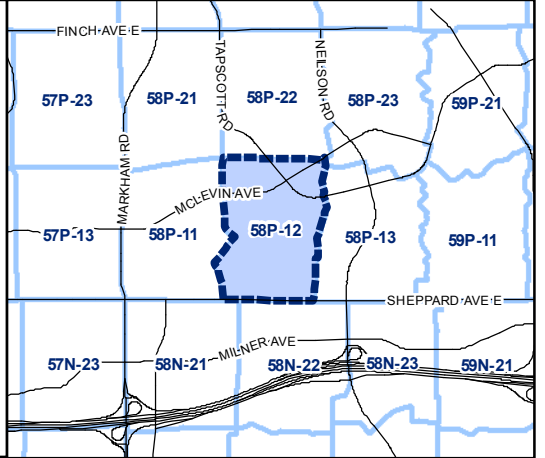 FINCH AVE E
TAPSCOTT RD
NEILSON RD
57P-23
58P-21
58P-22
58P-23
59P-21
MARKHAM RD
MCLEVIN AVE
57P-13
58P-11
58P-12
58P-13
59P-11
SHEPPARD AVE E
MILNER AVE
57N-23
58N-21
58N-22
58N-23
59N-21